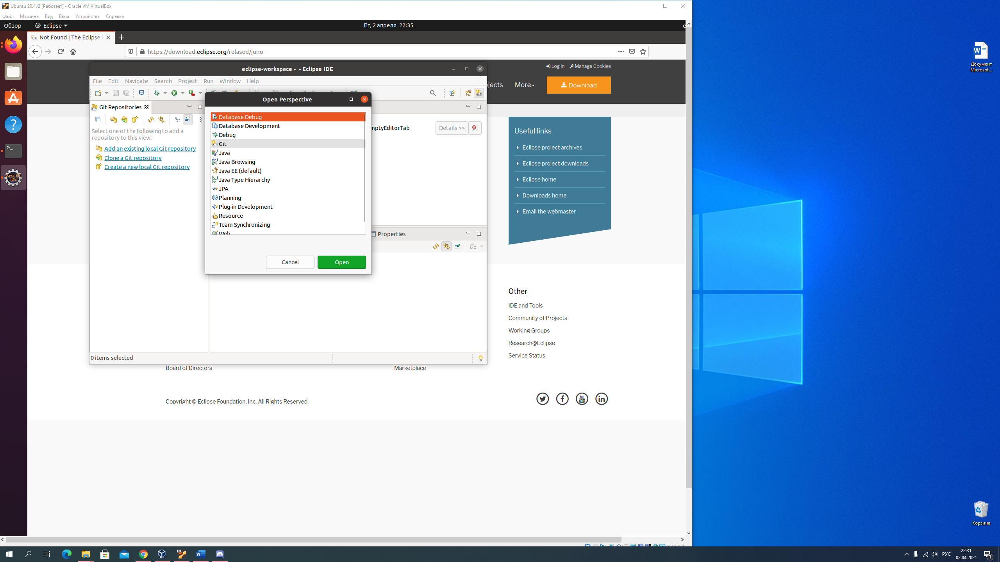 Ubuntu 20.4v2 [Работает] - Oracle VM VirtualBox
Файл Машина Вид Ввод Устройства Справка
Обзор Eclipse Пт, 2 апреля 22:35
Not Found | The Eclipse F
https://download.eclipse.org/relased/juno
Log in Manage Cookies
eclipse-workspace - - Eclipse IDE
File Edit Navigate Search Project Run Window Help
jects More Download
Git Repositories
Select one of the following to add a
repository to this view:
Add an existing local Git repository
Clone a Git repository
Create a new local Git repository
Open Perspective
Database Debug
Database Development
Debug
Git
Java
Java Browsing
Java EE (default)
Java Type Hierarchy
JPA
Planning
Plug-in Development
Resource
Team Synchronizing
Web
Cancel Open
mptyEditorTab Details >>
Properties
0 items selected
Java EE
IDE
Useful links
Eclipse project archives
Eclipse project downloads
Eclipse home
Downloads home
Email the webmaster
Other
IDE and Tools
Community of Projects
Working Groups
Research@Eclipse
Service Status
Board of Directors Marketplace
Copyright © Eclipse Foundation, Inc. All Rights Reserved.
Документ
Microsof...
Корзина
РУС
22:31
02.04.2021
1